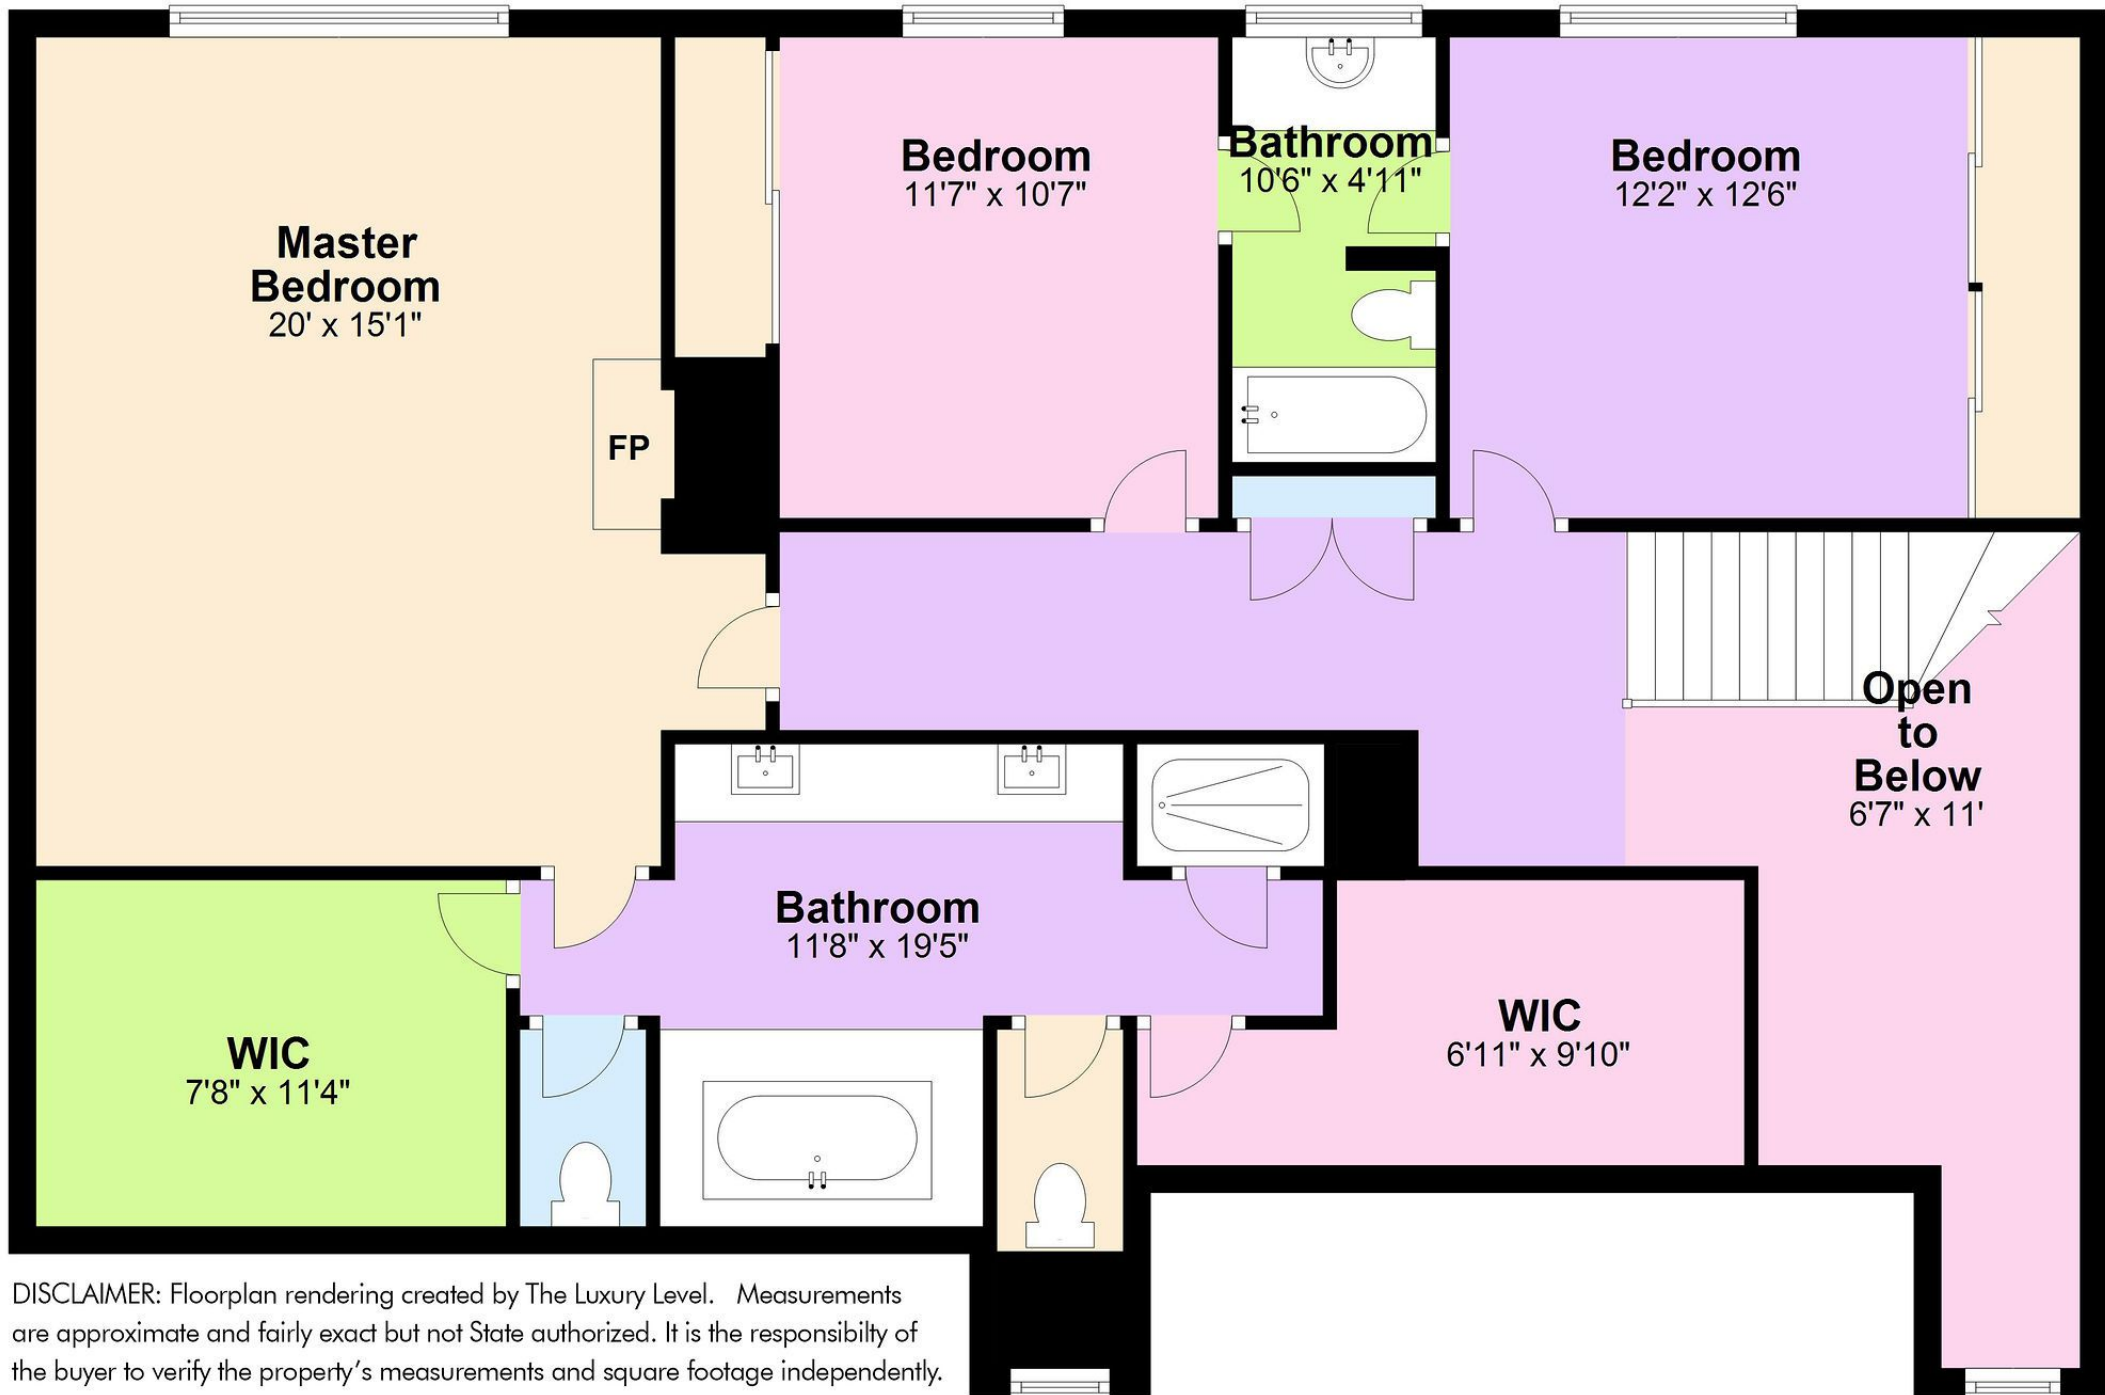 Master
Bedroom
20' x 15'1"
FP
Bedroom
11'7" x 10'7"
Bathroom
10'6" x 4'11"
Bedroom
12'2" x 12'6"
Open
to
Below
6'7" x 11'
Bathroom
11'8" x 19'5"
WIC
7'8" x 11'4"
WIC
6'11" x 9'10"
DISCLAIMER: Floorplan rendering created by The Luxury Level. Measurements
are approximate and fairly exact but not State authorized. It is the responsibilty of
the buyer to verify the property's measurements and square footage independently.